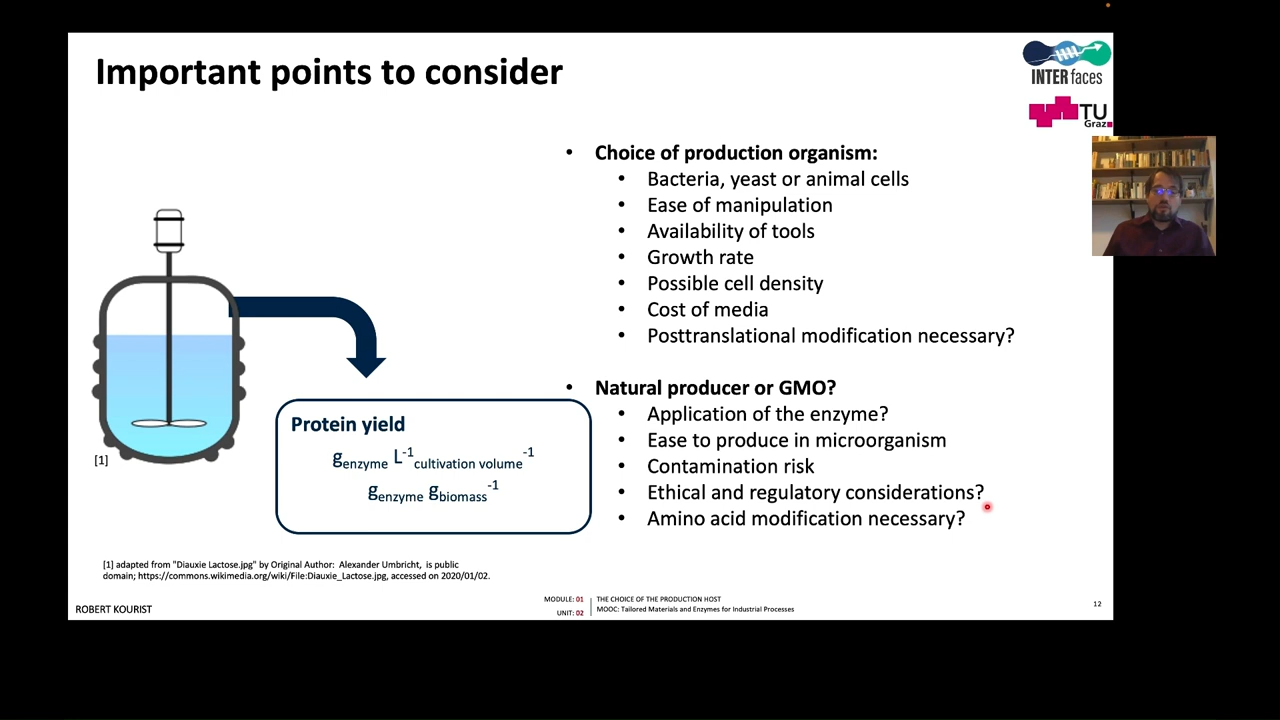 Important points to consider
INTERfaces
TU
Graz
• Choice of production organism:
• Bacteria, yeast or animal cells
• Ease of manipulation
• Availability of tools
• Growth rate
• Possible cell density
• Cost of media
• Posttranslational modification necessary?
• Natural producer or GMO?
• Application of the enzyme?
• Ease to produce in microorganism
• Contamination risk
• Ethical and regulatory considerations?
• Amino acid modification necessary?
[1]
Protein yield
genzyme L-1cultivation volume-1
genzyme gbiomass-1
[1] adapted from "Diauxie Lactose.jpg" by Original Author: Alexander Umbricht, is public
domain; https://commons.wikimedia.org/wiki/File:Diauxie_Lactose.jpg, accessed on 2020/01/02.
ROBERT KOURIST
MODULE: 01
UNIT: 02
THE CHOICE OF THE PRODUCTION HOST
MOOC: Tailored Materials and Enzymes for Industrial Processes
12